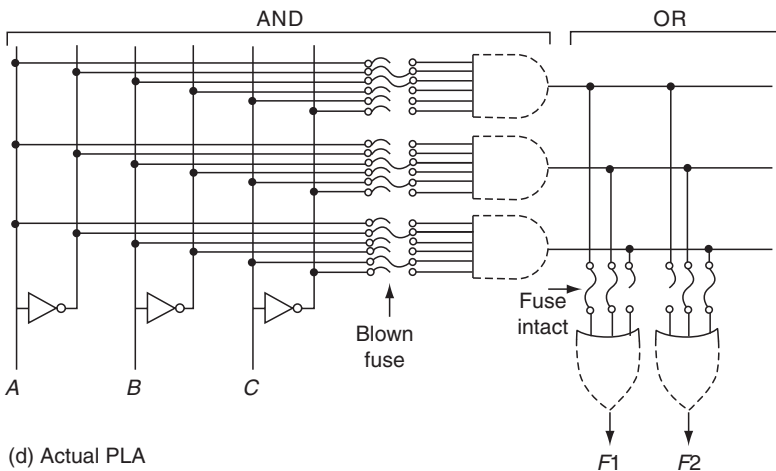 AND
OR
Fuse
intact
Blown
fuse
A
B
C
(d) Actual PLA
F1
F2